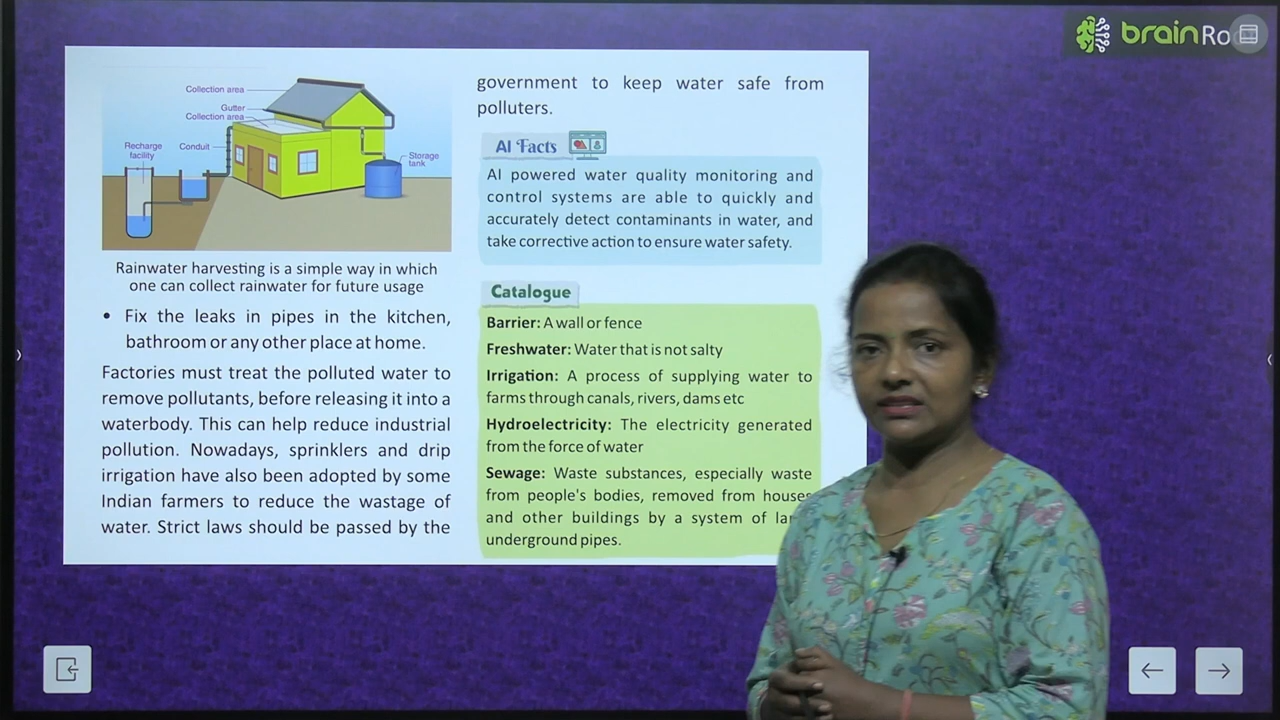 brain
Collection area
Gutter
Collection area
Recharge
facility
Conduit
Storage
tank
Rainwater harvesting is a simple way in which
one can collect rainwater for future usage
• Fix the leaks in pipes in the kitchen,
bathroom or any other place at home.
Factories must treat the polluted water to
remove pollutants, before releasing it into a
waterbody. This can help reduce industrial
pollution. Nowadays, sprinklers and drip
irrigation have also been adopted by some
Indian farmers to reduce the wastage of
water. Strict laws should be passed by the
government to keep water safe from
polluters.
AI Facts
AI powered water quality monitoring and
control systems are able to quickly and
accurately detect contaminants in water, and
take corrective action to ensure water safety.
Catalogue
Barrier: A wall or fence
Freshwater: Water that is not salty
Irrigation: A process of supplying water to
farms through canals, rivers, dams etc
Hydroelectricity: The electricity generated
from the force of water
Sewage: Waste substances, especially waste
from people's bodies, removed from houses
and other buildings by a system of
underground pipes.